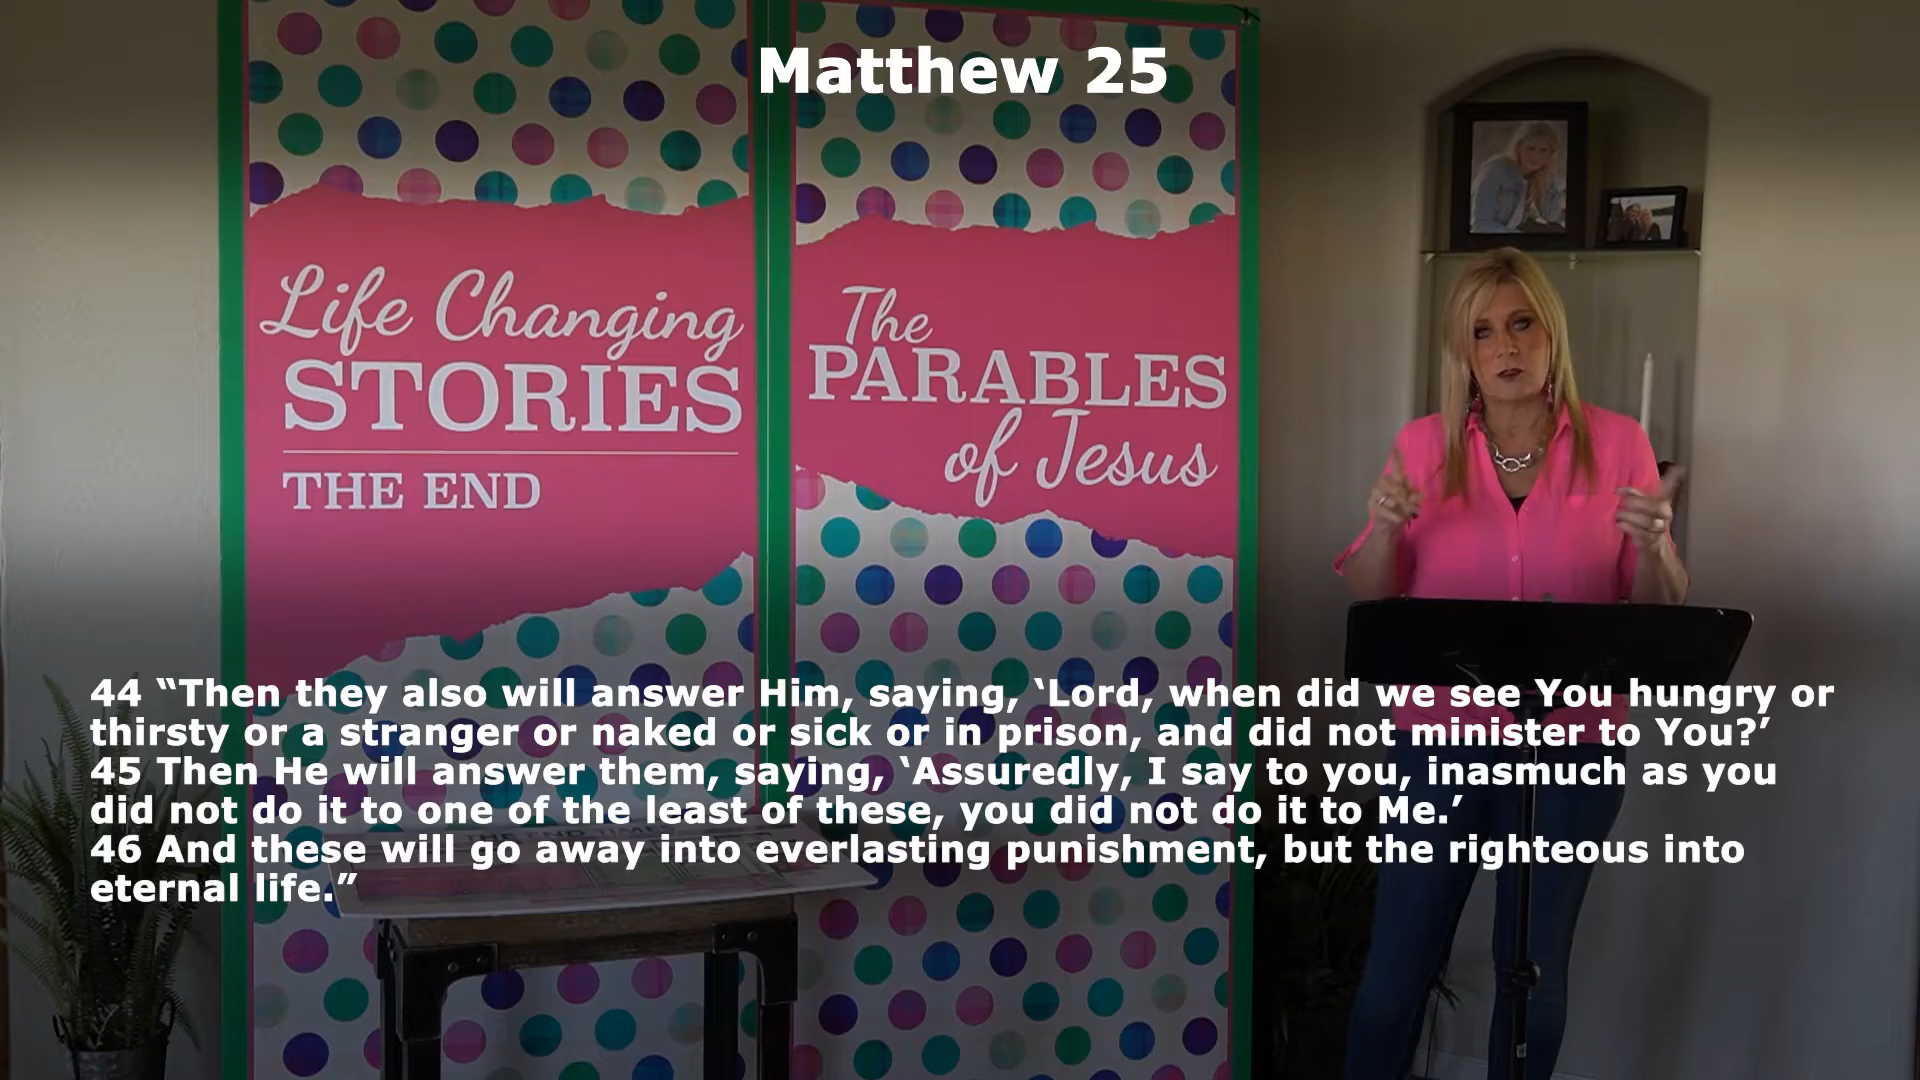 Matthew 25
Life Changing
STORIES
THE END
The
PARABLES
of Jesus
44 “Then they also will answer Him, saying, ‘Lord, when did we see You hungry or
thirsty or a stranger or naked or sick or in prison, and did not minister to You?’
45 Then He will answer them, saying, ‘Assuredly, I say to you, inasmuch as you
did not do it to one of the least of these, you did not do it to Me.’
46 And these will go away into everlasting punishment, but the righteous into
eternal life.”